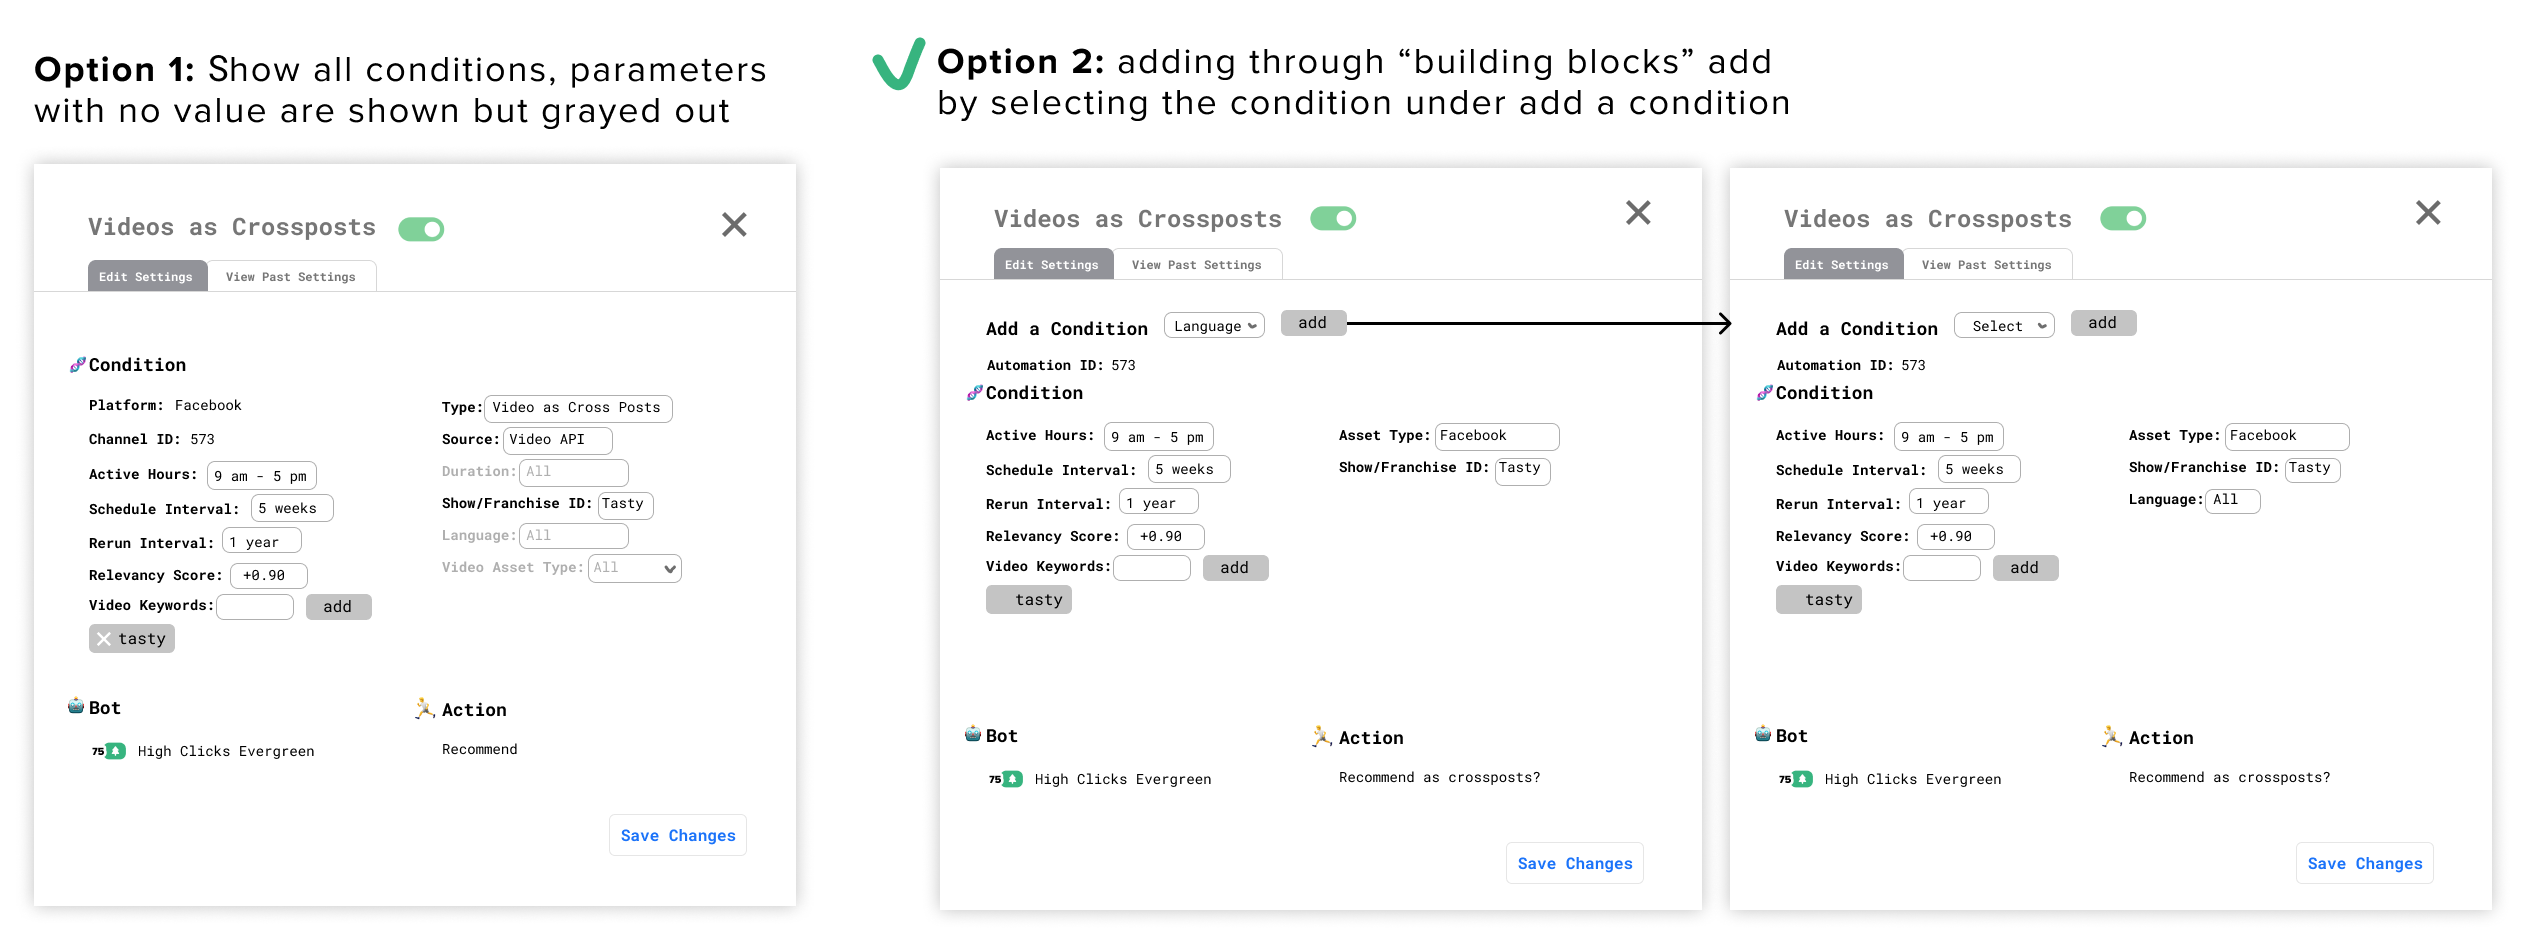 Option 1: Show all conditions, parameters
with no value are shown but grayed out
Videos as Crossposts
Edit Settings
View Past Settings
Condition
Platform: Facebook
Channel ID: 573
Active Hours: 9 am - 5 pm
Schedule Interval: 5 weeks
Rerun Interval: 1 year
Relevancy Score: +0.90
Video Keywords: add
tasty
Type: Video as Cross Posts
Source: Video API
Duration: All
Show/Franchise ID: Tasty
Language: All
Video Asset Type: All
Bot
75 High Clicks Evergreen
Action
Recommend
Save Changes
Option 2: adding through “building blocks” add
by selecting the condition under add a condition
Videos as Crossposts
Edit Settings
View Past Settings
Add a Condition Language add
Automation ID: 573
Condition
Active Hours: 9 am - 5 pm
Schedule Interval: 5 weeks
Rerun Interval: 1 year
Relevancy Score: +0.90
Video Keywords: add
tasty
Asset Type: Facebook
Show/Franchise ID: Tasty
Bot
75 High Clicks Evergreen
Action
Recommend as crossposts?
Save Changes
Videos as Crossposts
Edit Settings
View Past Settings
Add a Condition Select add
Automation ID: 573
Condition
Active Hours: 9 am - 5 pm
Schedule Interval: 5 weeks
Rerun Interval: 1 year
Relevancy Score: +0.90
Video Keywords: add
tasty
Asset Type: Facebook
Show/Franchise ID: Tasty
Language: All
Bot
75 High Clicks Evergreen
Action
Recommend as crossposts?
Save Changes